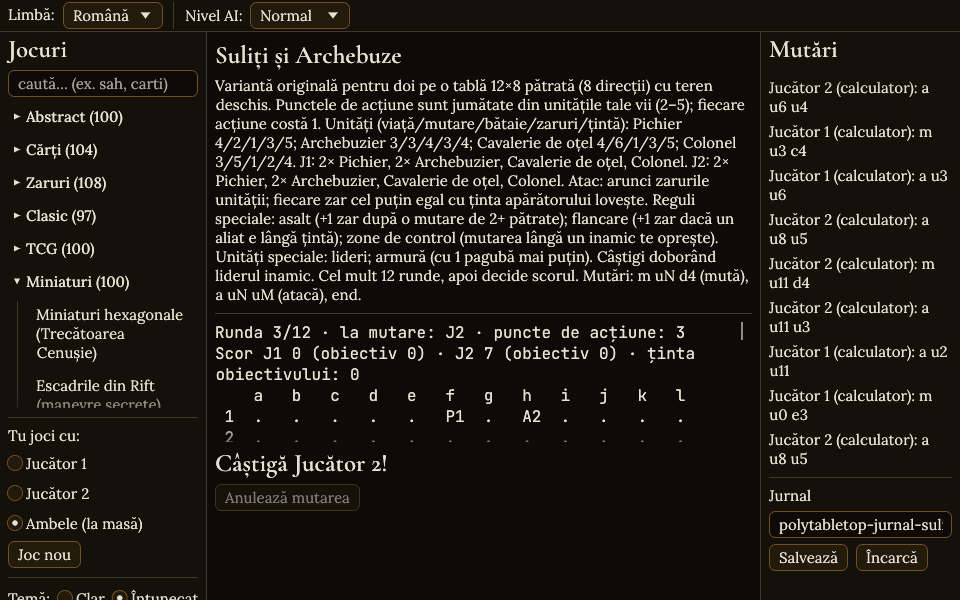 Limbă: Română ▼ Nivel AI: Normal ▼
Jocuri
caută... (ex. sah, carti)
▸ Abstract (100)
▸ Cărți (104)
▸ Zaruri (108)
▸ Clasic (97)
▸ TCG (100)
▾ Miniaturi (100)
Miniaturi hexagonale
(Trecătoarea
Cenușie)
Escadrile din Rift
(manevre secrete)
Tu joci cu:
Jucător 1
Jucător 2
Ambele (la masă)
Joc nou
Temă: Clar Întunecat
Suliți și Archebuze
Variantă originală pentru doi pe o tablă 12×8 pătrată (8 direcții) cu teren
deschis. Punctele de acțiune sunt jumătate din unitățile tale vii (2–5); fiecare
acțiune costă 1. Unități (viață/mutare/bătaie/zaruri/țintă): Pichier
4/2/1/3/5; Archebuzier 3/3/4/3/4; Cavalerie de oțel 4/6/1/3/5; Colonel
3/5/1/2/4. J1: 2× Pichier, 2× Archebuzier, Cavalerie de oțel, Colonel. J2: 2×
Pichier, 2× Archebuzier, Cavalerie de oțel, Colonel. Atac: arunci zarurile
unității; fiecare zar cel puțin egal cu ținta apărătorului lovește. Reguli
speciale: asalt (+1 zar după o mutare de 2+ pătrate); flancare (+1 zar dacă un
aliat e lângă țintă); zone de control (mutarea lângă un inamic te oprește).
Unități speciale: lideri; armură (cu 1 pagubă mai puțin). Câștigi doborând
liderul inamic. Cel mult 12 runde, apoi decide scorul. Mutări: m uN d4 (mută),
a uN uM (atacă), end.
Runda 3/12 · la mutare: J2 · puncte de acțiune: 3
Scor J1 0 (obiectiv 0) · J2 7 (obiectiv 0) · ținta
obiectivului: 0
a b c d e f g h i j k l
1 . . . . . P1 . A2 . . . .
2 . . . . . . . . . . . .
Câștigă Jucător 2!
Anulează mutarea
Mutări
Jucător 2 (calculator): a
u6 u4
Jucător 1 (calculator): m
u3 c4
Jucător 1 (calculator): a u3
u6
Jucător 2 (calculator): a
u8 u5
Jucător 2 (calculator): m
u11 d4
Jucător 2 (calculator): a
u11 u3
Jucător 1 (calculator): a u2
u11
Jucător 1 (calculator): m
u0 e3
Jucător 2 (calculator): a
u8 u5
Jurnal
polytabletop-jurnal-sul
Salvează Încarcă